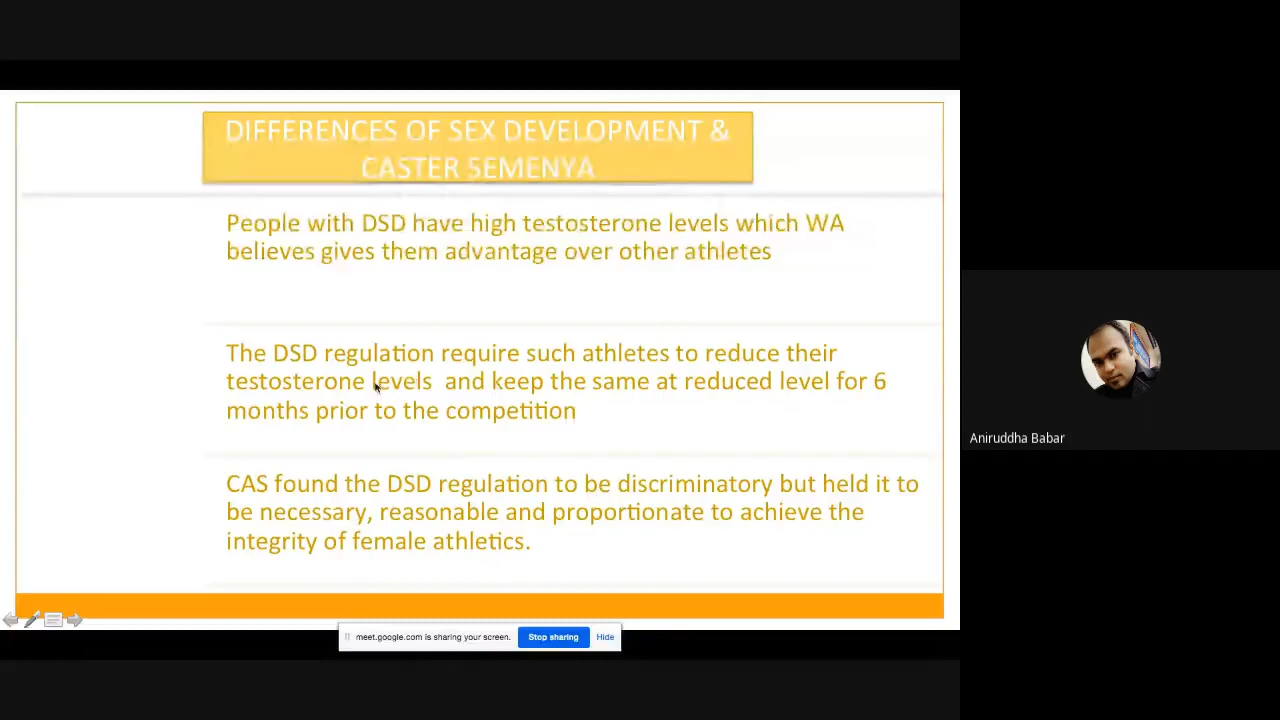 DIFFERENCES OF SEX DEVELOPMENT &
CASTER SEMENYA
People with DSD have high testosterone levels which WA
believes gives them advantage over other athletes
The DSD regulation require such athletes to reduce their
testosterone levels and keep the same at reduced level for 6
months prior to the competition
CAS found the DSD regulation to be discriminatory but held it to
be necessary, reasonable and proportionate to achieve the
integrity of female athletics.
meet.google.com is sharing your screen.
Stop sharing
Hide
Aniruddha Babar